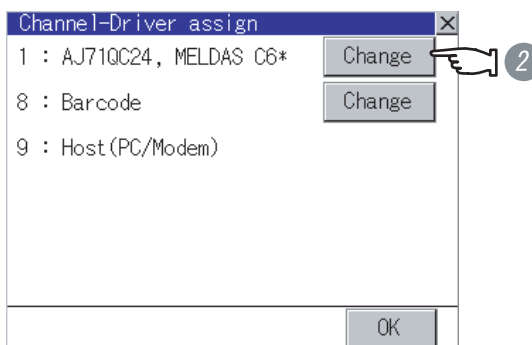 Channel-Driver assign ×
1 : AJ71QC24, MELDAS C6* Change
2
8 : Barcode Change
9 : Host(PC/Modem)
OK